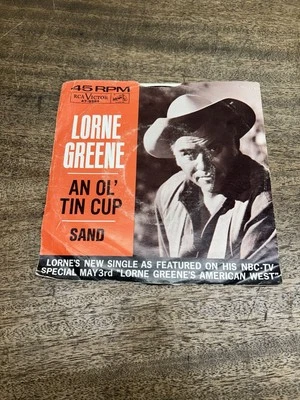 45 RPM
RCA VICTOR
LORNE
GREENE
AN OL'
TIN CUP
SAND
LORNE'S NEW SINGLE AS FEATURED ON HIS NBC-TV
SPECIAL MAY 3rd "LORNE GREENE'S AMERICAN WEST"